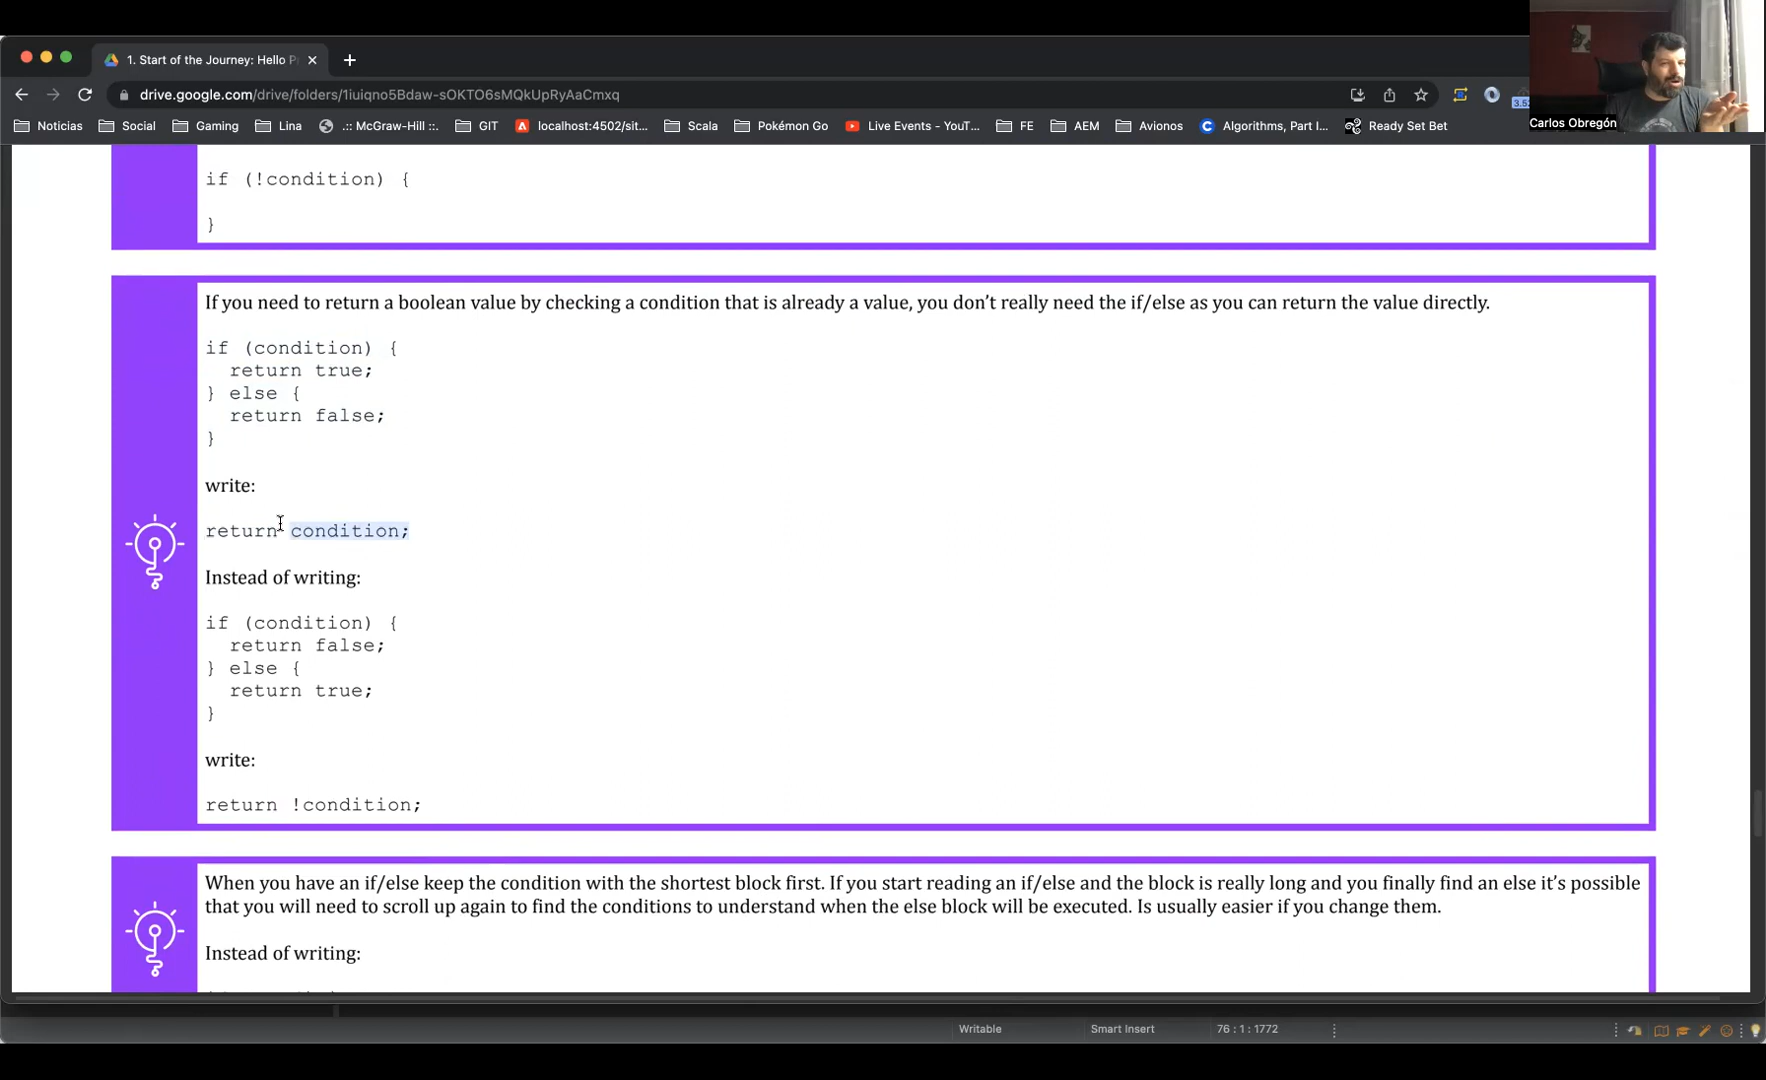 1. Start of the Journey: Hello P
drive.google.com/drive/folders/1iuiqno5Bdaw-sOKTO6sMQkUpRyAaCmxq
Noticias
Social
Gaming
Lina
.:: McGraw-Hill ::.
GIT
localhost:4502/sit...
Scala
Pokémon Go
Live Events - YouT...
FE
AEM
Avionos
Algorithms, Part I...
Ready Set Bet
Carlos Obregón
if (!condition) {
}
If you need to return a boolean value by checking a condition that is already a value, you don’t really need the if/else as you can return the value directly.
if (condition) {
return true;
} else {
return false;
}
write:
return condition;
Instead of writing:
if (condition) {
return false;
} else {
return true;
}
write:
return !condition;
When you have an if/else keep the condition with the shortest block first. If you start reading an if/else and the block is really long and you finally find an else it’s possible
that you will need to scroll up again to find the conditions to understand when the else block will be executed. Is usually easier if you change them.
Instead of writing:
Writable
Smart Insert
76 : 1 : 1772